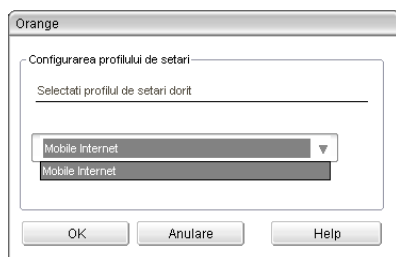 Orange
Configurarea profilului de setari
Selectati profilul de setari dorit
Mobile Internet
Mobile Internet
OK
Anulare
Help